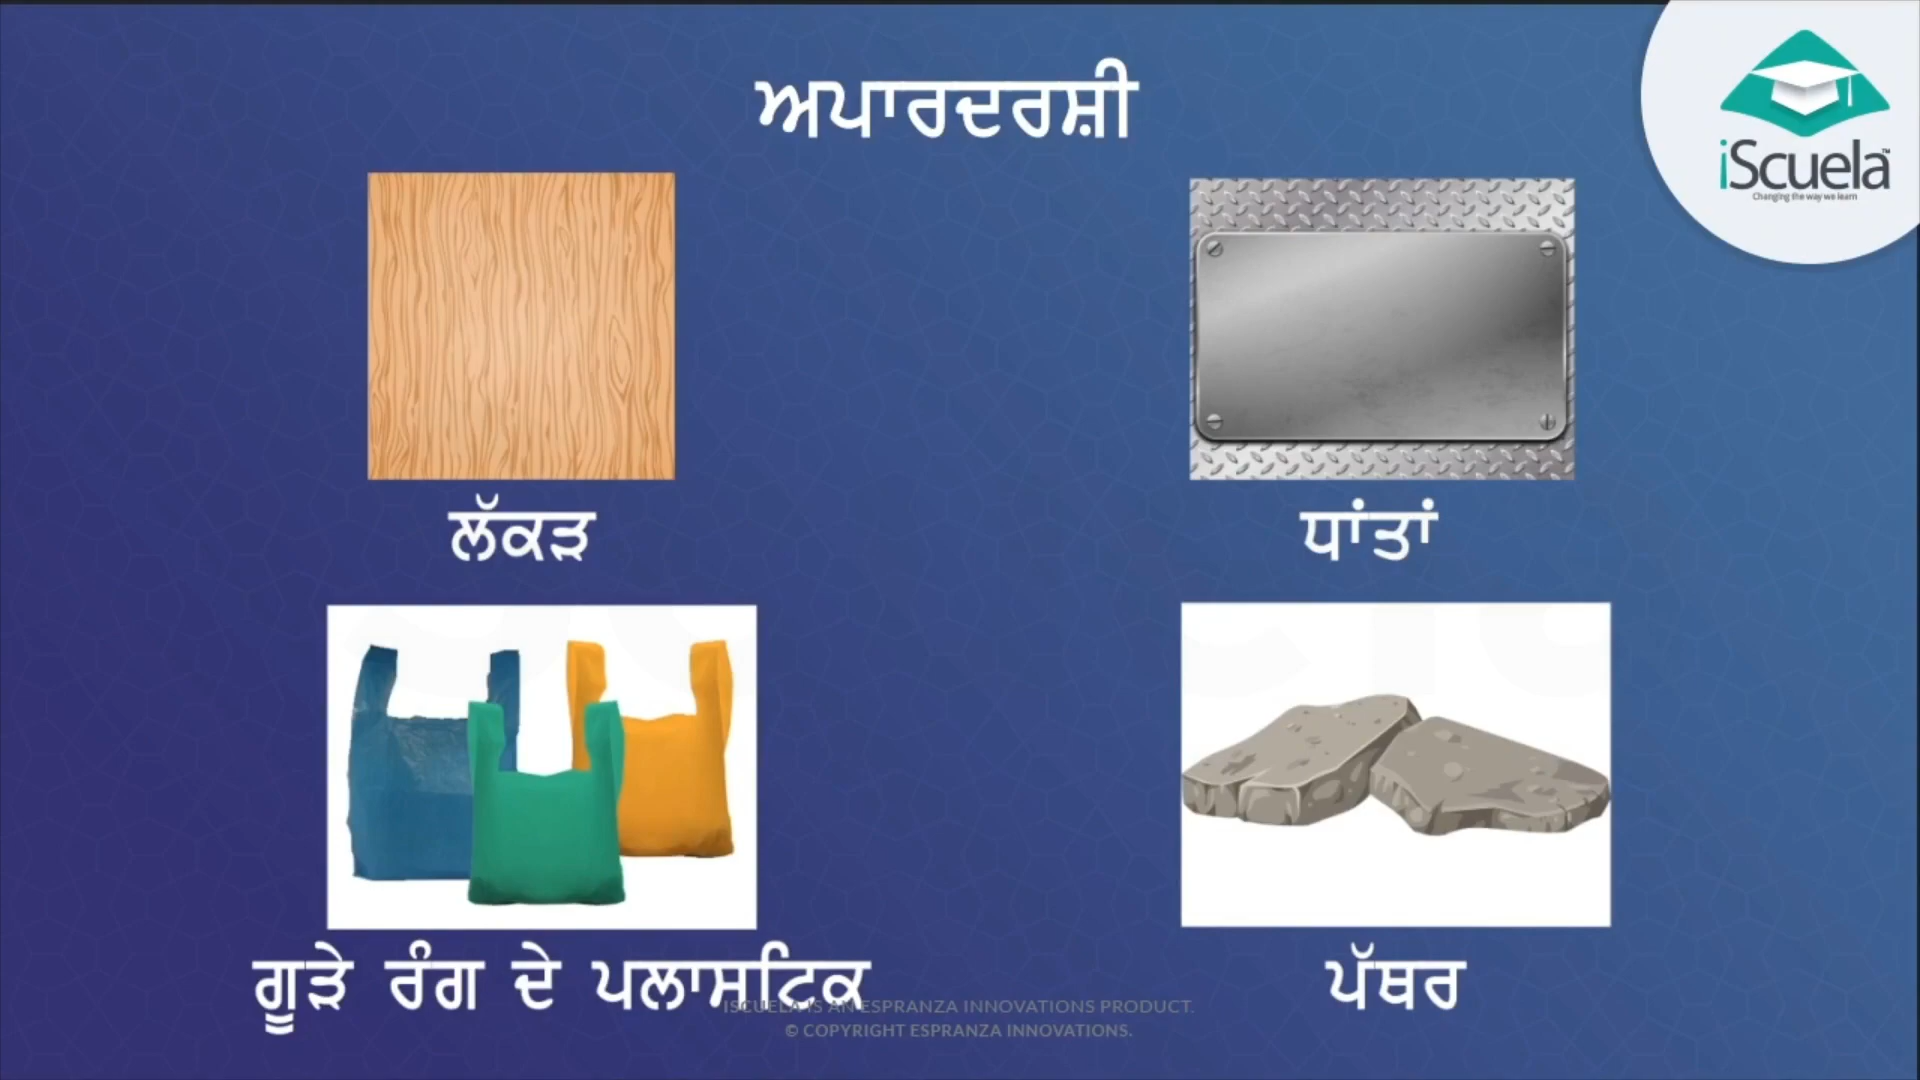 ਅਪਾਰਦਰਸ਼ੀ
iScuela™
Changing the way we learn
ਲੱਕੜ
ਧਾਂਤਾਂ
ਗੂੜੇ ਰੰਗ ਦੇ ਪਲਾਸਟਿਕ
ਪੱਥਰ
ISCUELA IS AN ESPRANZA INNOVATIONS PRODUCT.
© COPYRIGHT ESPRANZA INNOVATIONS.